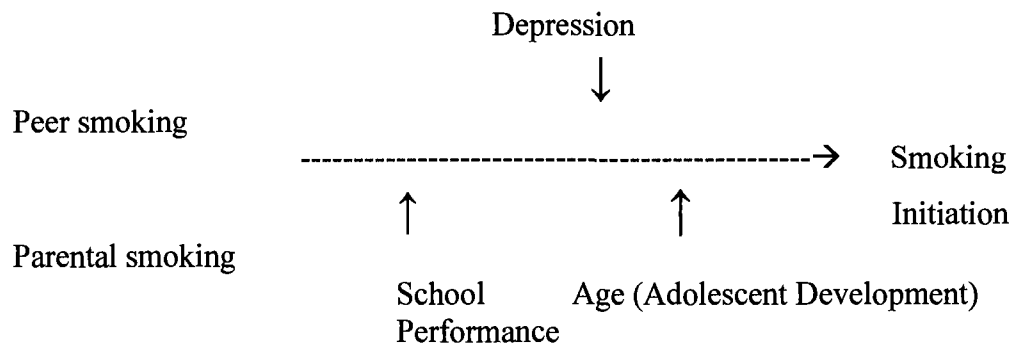 Depression
Peer smoking
Smoking
Initiation
Parental smoking
School
Performance
Age (Adolescent Development)